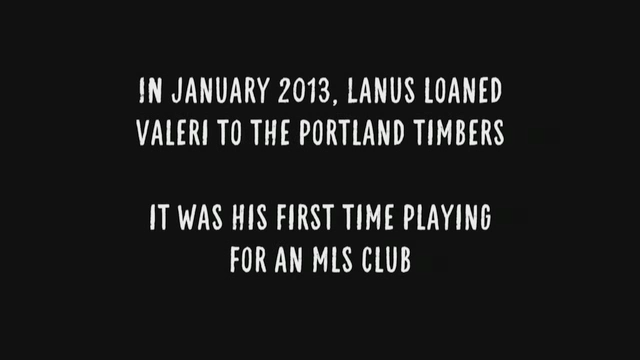 IN JANUARY 2013, LANUS LOANED
VALERI TO THE PORTLAND TIMBERS
IT WAS HIS FIRST TIME PLAYING
FOR AN MLS CLUB